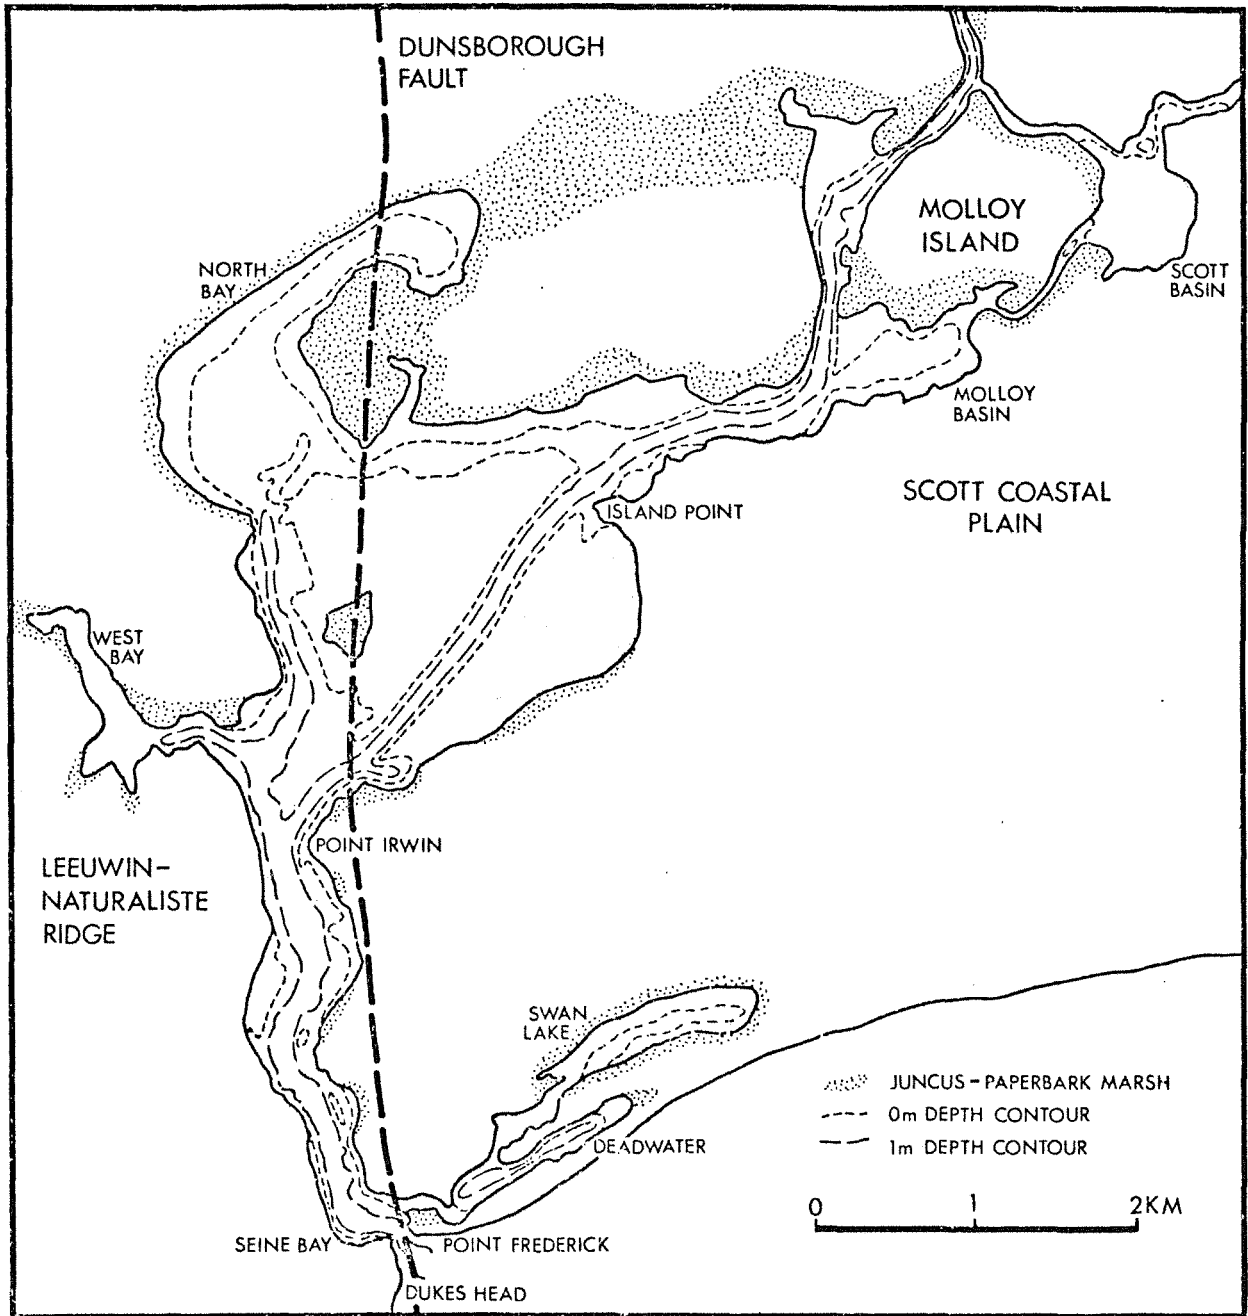 DUNSBOROUGH
FAULT
MOLLOY
ISLAND
NORTH
BAY
SCOTT
BASIN
MOLLOY
BASIN
SCOTT COASTAL
PLAIN
ISLAND POINT
WEST
BAY
POINT IRWIN
LEEUWIN-
NATURALISTE
RIDGE
SWAN
LAKE
JUNCUS-PAPERBARK MARSH
0m DEPTH CONTOUR
1m DEPTH CONTOUR
DEADWATER
0 1 2KM
SEINE BAY
POINT FREDERICK
DUKES HEAD